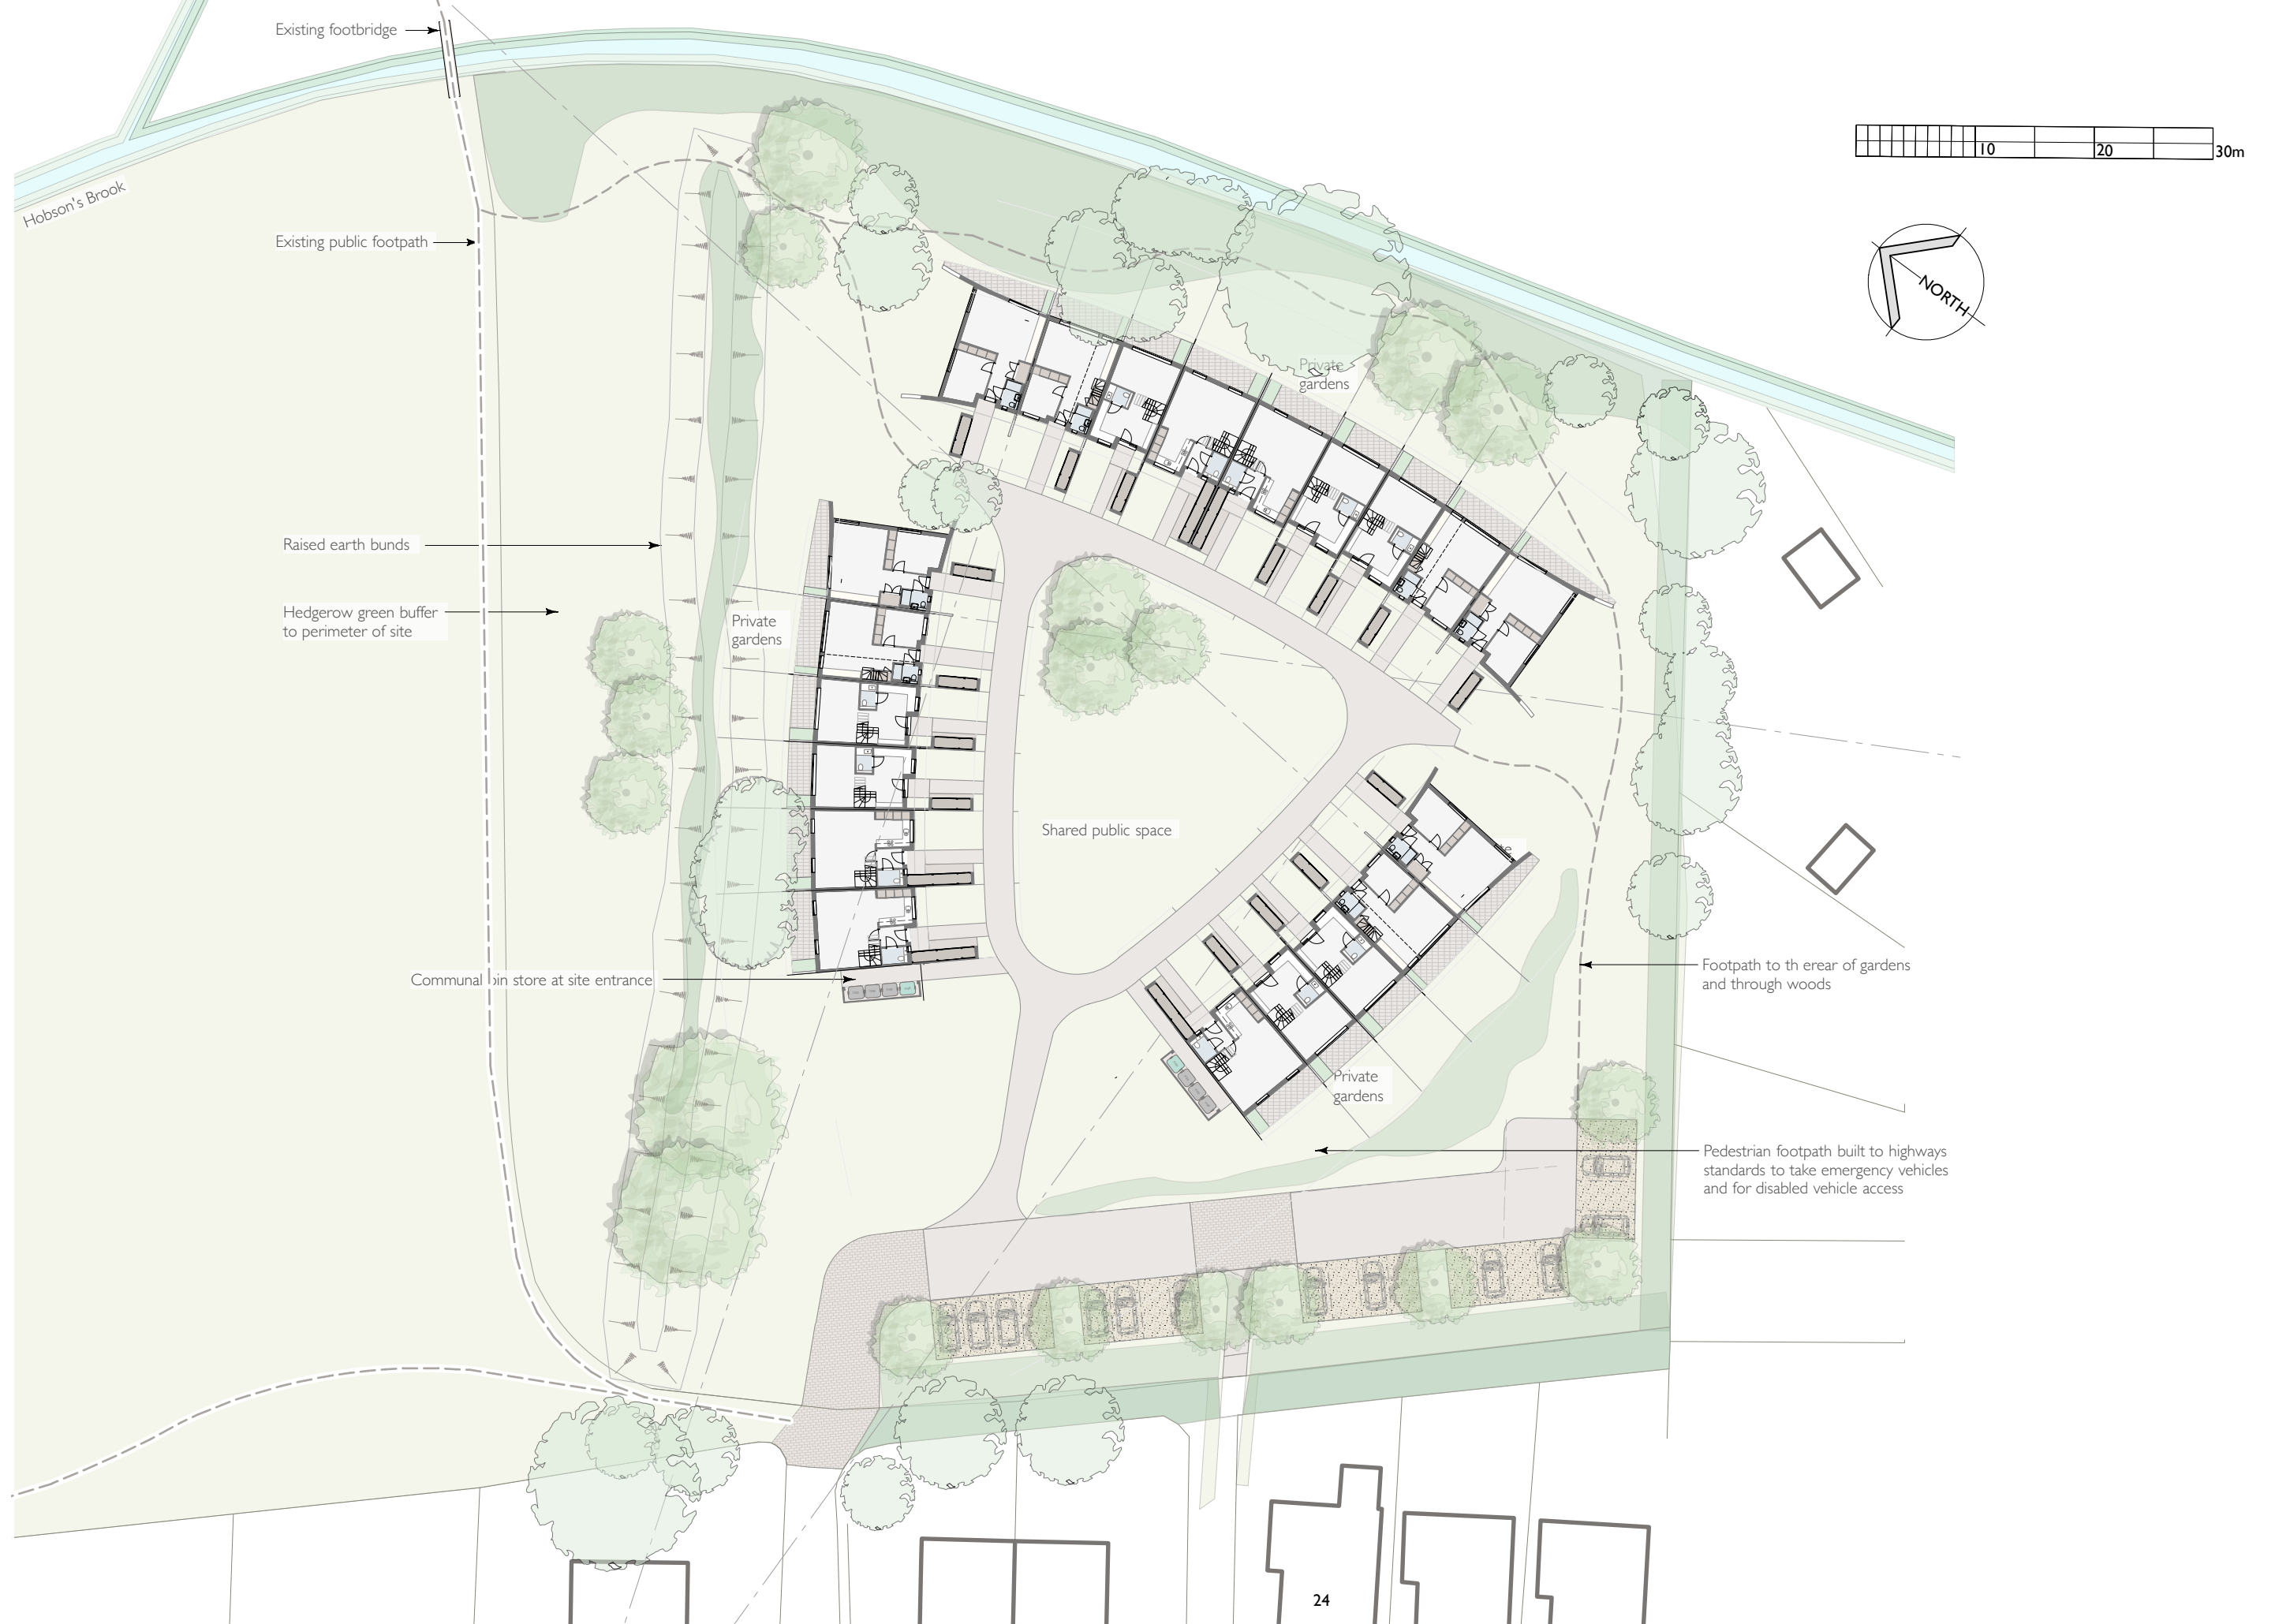 Existing footbridge
10
20
30m
Hobson's Brook
Existing public footpath
NORTH
Private
gardens
Raised earth bunds
Hedgerow green buffer
to perimeter of site
Private
gardens
Shared public space
Communal bin store at site entrance
Footpath to th erear of gardens
and through woods
Private
gardens
Pedestrian footpath built to highways
standards to take emergency vehicles
and for disabled vehicle access
24